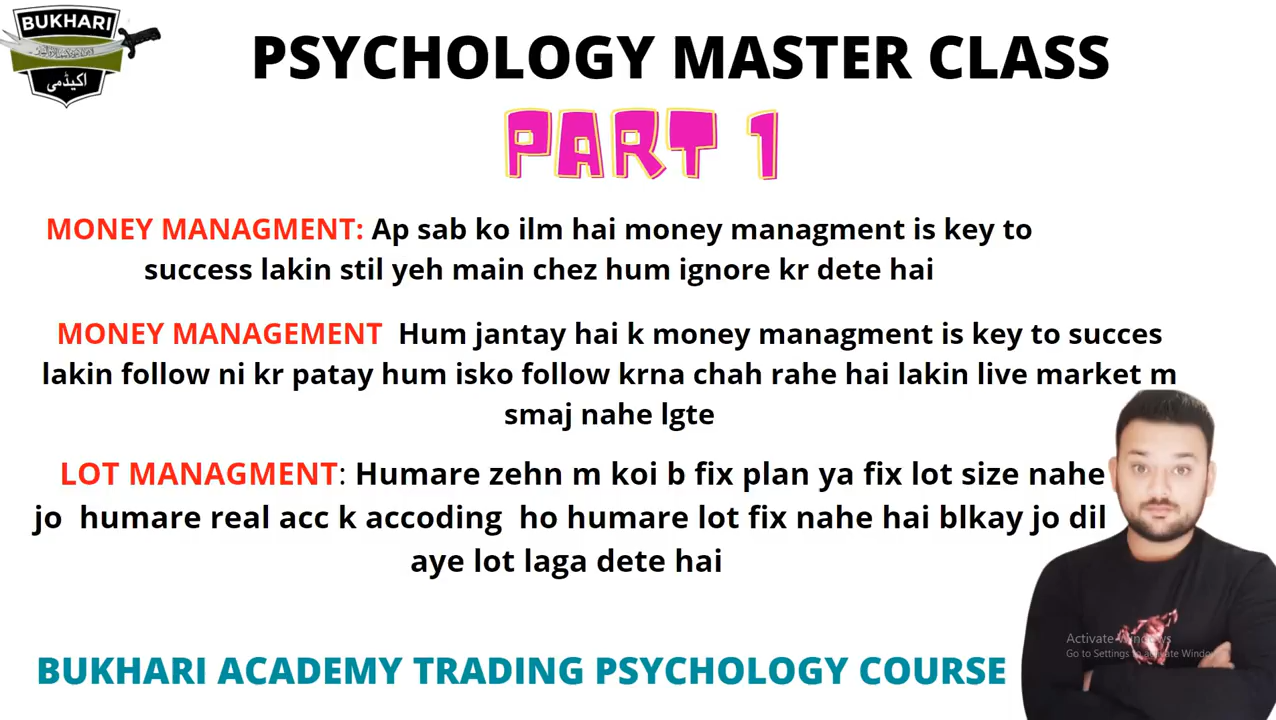 BUKHARI
اکیڈمی
PSYCHOLOGY MASTER CLASS
PART 1
MONEY MANAGMENT: Ap sab ko ilm hai money managment is key to
success lakin stil yeh main chez hum ignore kr dete hai
MONEY MANAGEMENT Hum jantay hai k money managment is key to succes
lakin follow ni kr patay hum isko follow krna chah rahe hai lakin live market m
smaj nahe lgte
LOT MANAGMENT: Humare zehn m koi b fix plan ya fix lot size nahe
jo humare real acc k accoding ho humare lot fix nahe hai blkay jo dil
aye lot laga dete hai
Activate Windows
Go to Settings to activate Windo
BUKHARI ACADEMY TRADING PSYCHOLOGY COURSE